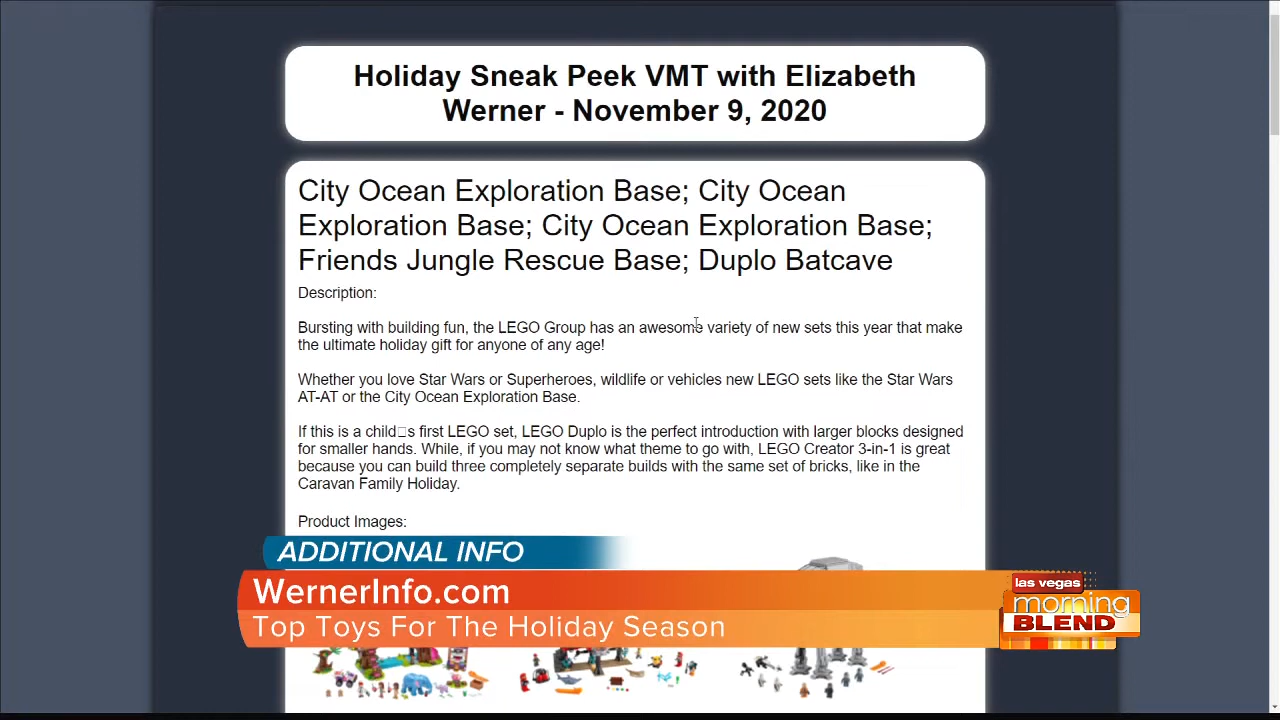 Holiday Sneak Peek VMT with Elizabeth
Werner - November 9, 2020
City Ocean Exploration Base; City Ocean
Exploration Base; City Ocean Exploration Base;
Friends Jungle Rescue Base; Duplo Batcave
Description:
Bursting with building fun, the LEGO Group has an awesome variety of new sets this year that make
the ultimate holiday gift for anyone of any age!
Whether you love Star Wars or Superheroes, wildlife or vehicles new LEGO sets like the Star Wars
AT-AT or the City Ocean Exploration Base.
If this is a child□s first LEGO set, LEGO Duplo is the perfect introduction with larger blocks designed
for smaller hands. While, if you may not know what theme to go with, LEGO Creator 3-in-1 is great
because you can build three completely separate builds with the same set of bricks, like in the
Caravan Family Holiday.
Product Images:
ADDITIONAL INFO
WernerInfo.com
Top Toys For The Holiday Season
las vegas
morning
BLEND